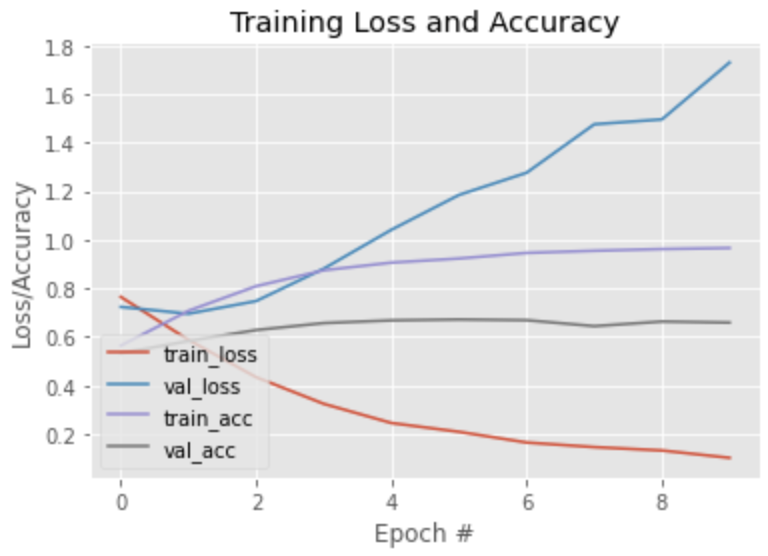 Training Loss and Accuracy
1.8
1.6
1.4
1.2
1.0
0.8
0.6
0.4
0.2
Loss/Accuracy
train_loss
val_loss
train_acc
val_acc
0 2 4 6 8
Epoch #